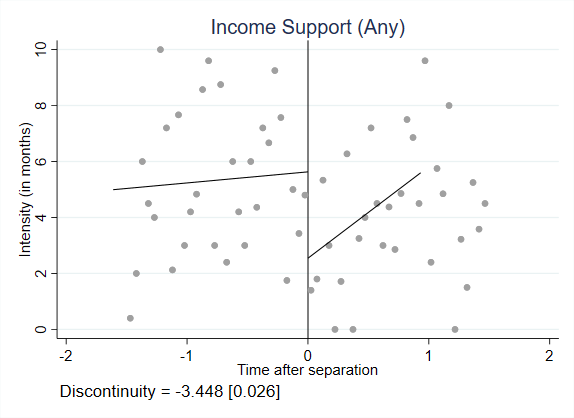 Income Support (Any)
Intensity (in months)
10
8
6
4
2
0
-2 -1 0 1 2
Time after separation
Discontinuity = -3.448 [0.026]